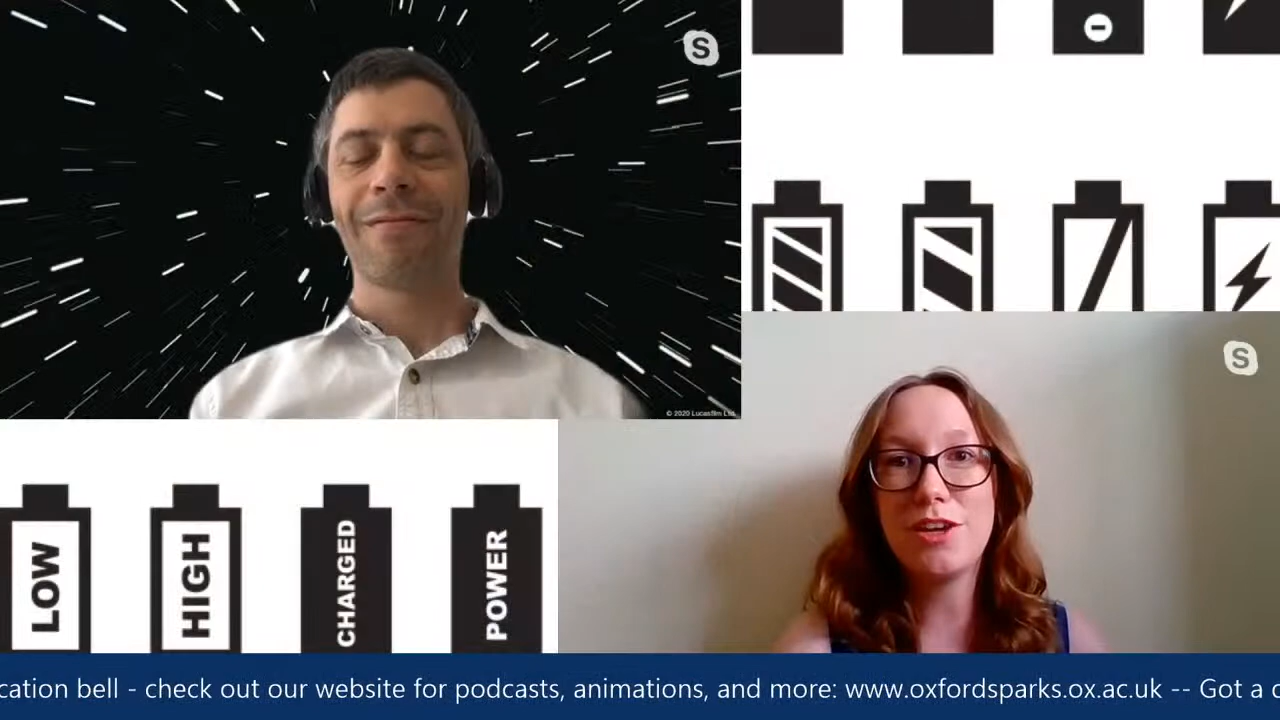 S
© 2020 Lucasfilm Ltd.
S
LOW
HIGH
CHARGED
POWER
cation bell - check out our website for podcasts, animations, and more: www.oxfordsparks.ox.ac.uk -- Got a